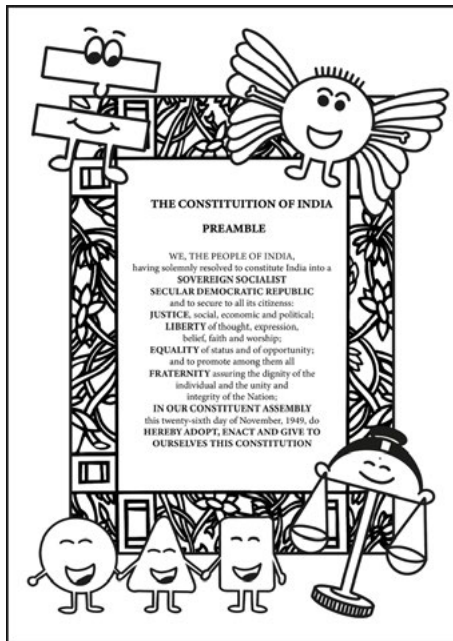 THE CONSTITUITION OF INDIA
PREAMBLE
WE, THE PEOPLE OF INDIA,
having solemnly resolved to constitute India into a
SOVEREIGN SOCIALIST
SECULAR DEMOCRATIC REPUBLIC
and to secure to all its citizenss:
JUSTICE, social, economic and political;
LIBERTY of thought, expression,
belief, faith and worship;
EQUALITY of status and of opportunity;
and to promote among them all
FRATERNITY assuring the dignity of the
individual and the unity and
integrity of the Nation;
IN OUR CONSTITUENT ASSEMBLY
this twenty-sixth day of November, 1949, do
HEREBY ADOPT, ENACT AND GIVE TO
OURSELVES THIS CONSTITUTION